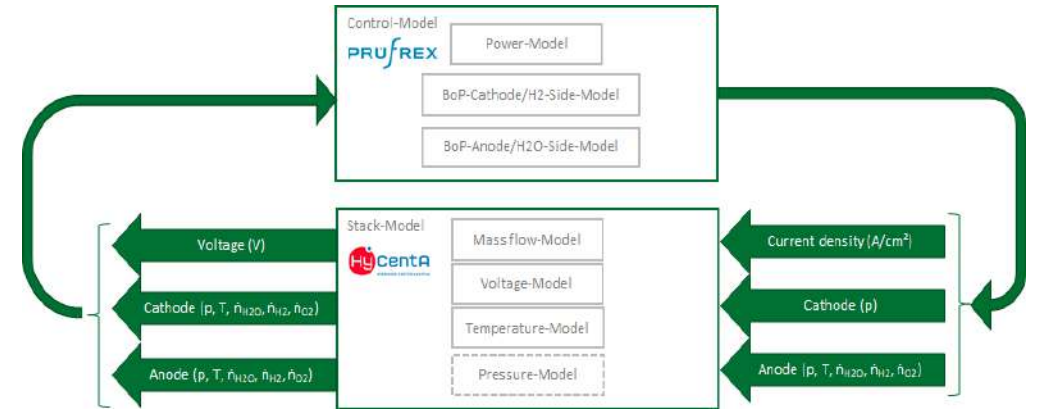 Control-Model
PRUFREX
Power-Model
BoP-Cathode/H2-Side-Model
BoP-Anode/H2O-Side-Model
Stack-Model
HyCentA
Mass flow-Model
Voltage-Model
Temperature-Model
Pressure-Model
Voltage (V)
Cathode (p, T, ṅH2O, ṅH2, ṅO2)
Anode (p, T, ṅH2O, ṅH2, ṅO2)
Current density (A/cm²)
Cathode (p)
Anode (p, T, ṅH2O, ṅH2, ṅO2)